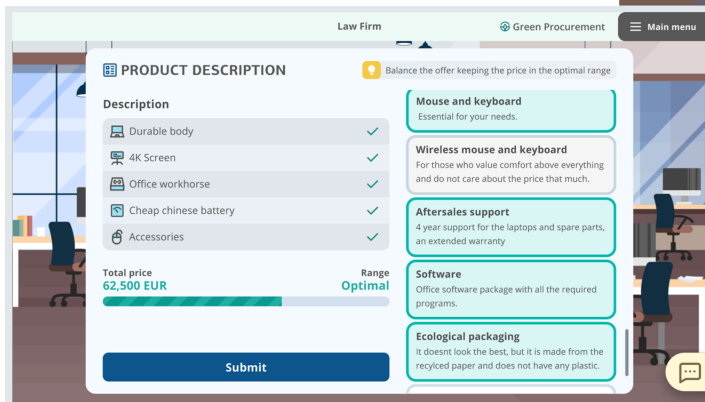 Law Firm
Green Procurement
Main menu
PRODUCT DESCRIPTION
Balance the offer keeping the price in the optimal range
Description
Durable body
4K Screen
Office workhorse
Cheap chinese battery
Accessories
Total price
Range
62,500 EUR
Optimal
Submit
Mouse and keyboard
Essential for your needs.
Wireless mouse and keyboard
For those who value comfort above everything
and do not care about the price that much.
Aftersales support
4 year support for the laptops and spare parts,
an extended warranty
Software
Office software package with all the required
programs.
Ecological packaging
It doesnt look the best, but it is made from the
recylced paper and does not have any plastic.